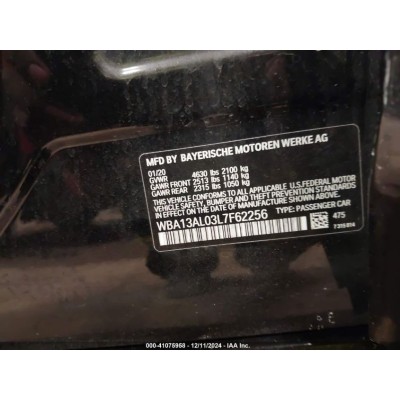 MFD BY BAYERISCHE MOTOREN WERKE AG
01/20
GVWR 4630 lbs 2100 kg
GAWR FRONT 2513 lbs 1140 kg
GAWR REAR 2315 lbs 1050 kg
THIS VEHICLE CONFORMS TO ALL APPLICABLE U.S.FEDERAL MOTOR
VEHICLE SAFETY, BUMPER, AND THEFT PREVENTION STANDARDS
IN EFFECT ON THE DATE OF MANUFACTURE SHOWN ABOVE.
WBA13AL03L7F62256 TYPE: PASSENGER CAR
475
000-41075958 - 12/11/2024 - IAA Inc.